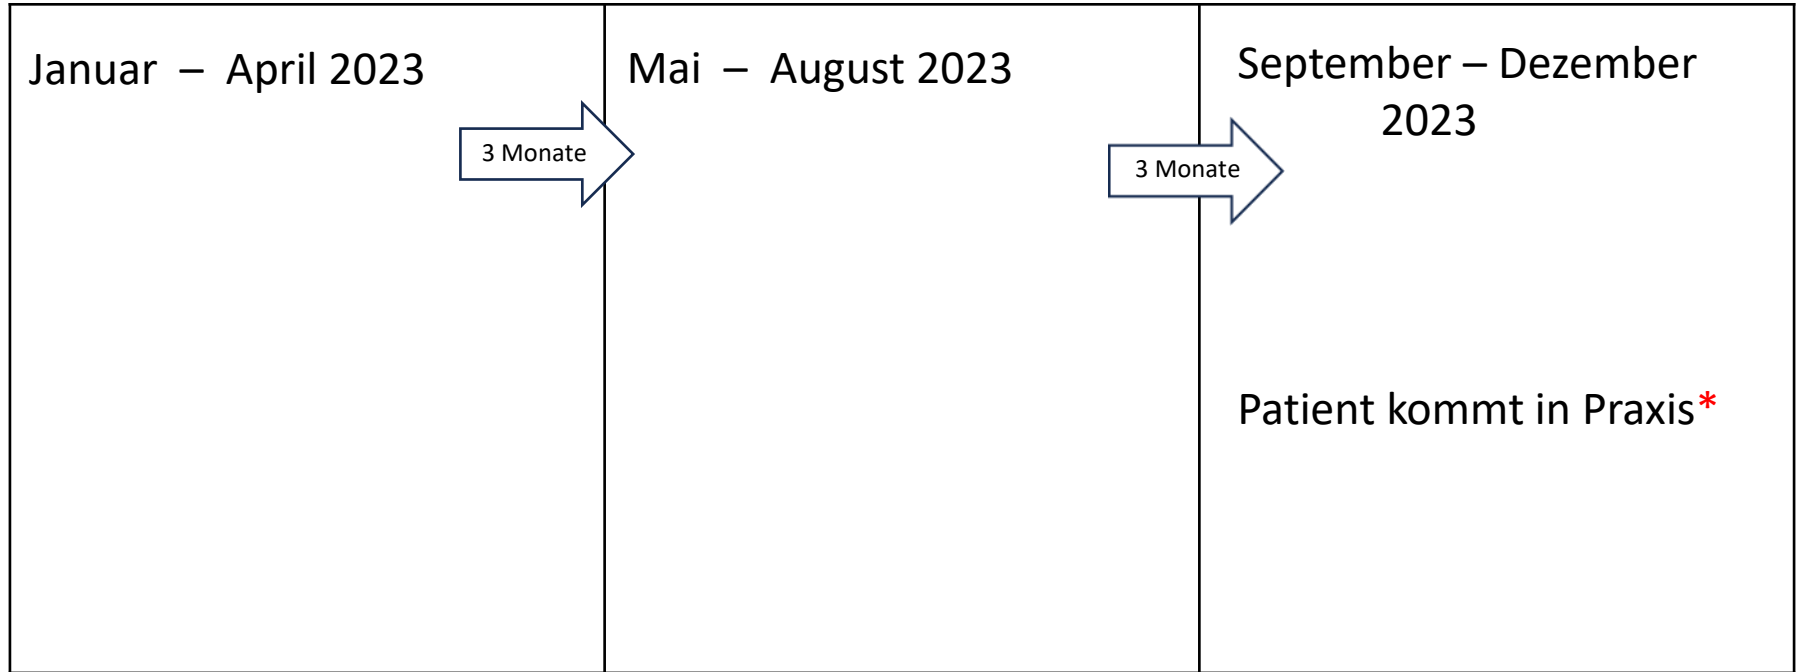 Januar – April 2023
3 Monate
Mai – August 2023
3 Monate
September – Dezember
2023
Patient kommt in Praxis*